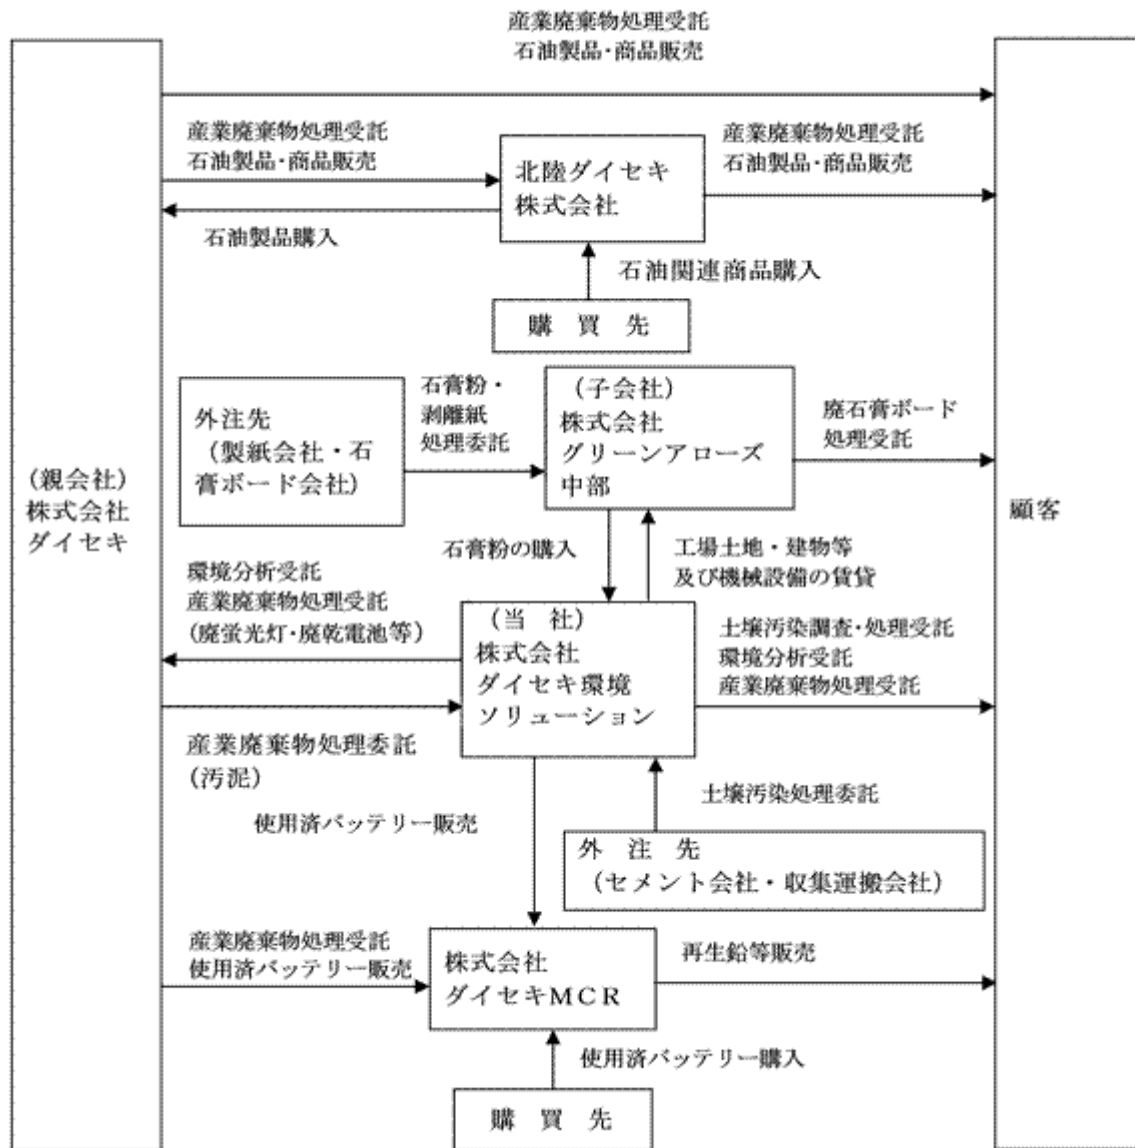 産業廃棄物処理受託
石油製品・商品販売
産業廃棄物処理受託
石油製品・商品販売
北陸ダイセキ
株式会社
産業廃棄物処理受託
石油製品・商品販売
石油製品購入
石油関連商品購入
購 買 先
外注先
（製紙会社・石
膏ボード会社）
石膏粉・
剥離紙
処理委託
（子会社）
株式会社
グリーンアローズ
中部
廃石膏ボード
処理受託
（親会社）
株式会社
ダイセキ
顧客
石膏粉の購入
工場土地・建物等
及び機械設備の賃貸
環境分析受託
産業廃棄物処理受託
（廃蛍光灯・廃乾電池等）
（当 社）
株式会社
ダイセキ環境
ソリューション
土壌汚染調査・処理受託
環境分析受託
産業廃棄物処理受託
産業廃棄物処理委託
（汚泥）
土壌汚染処理委託
使用済バッテリー販売
外 注 先
（セメント会社・収集運搬会社）
産業廃棄物処理受託
使用済バッテリー販売
株式会社
ダイセキMCR
再生鉛等販売
使用済バッテリー購入
購 買 先